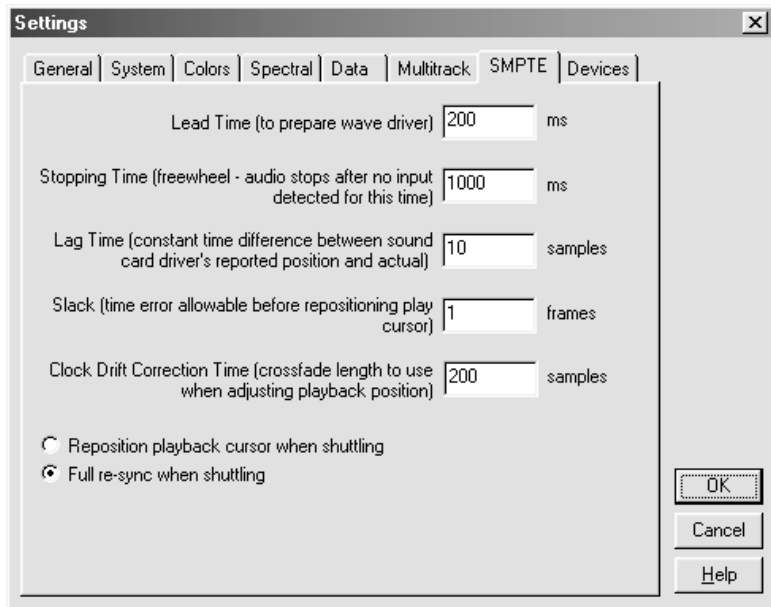 Settings
General System Colors Spectral Data Multitrack SMPTE Devices
Lead Time (to prepare wave driver) 200 ms
Stopping Time (freewheel - audio stops after no input
detected for this time) 1000 ms
Lag Time (constant time difference between sound
card driver's reported position and actual) 10 samples
Slack (time error allowable before repositioning play
cursor) 1 frames
Clock Drift Correction Time (crossfade length to use
when adjusting playback position) 200 samples
Reposition playback cursor when shuttling
Full re-sync when shuttling
OK
Cancel
Help